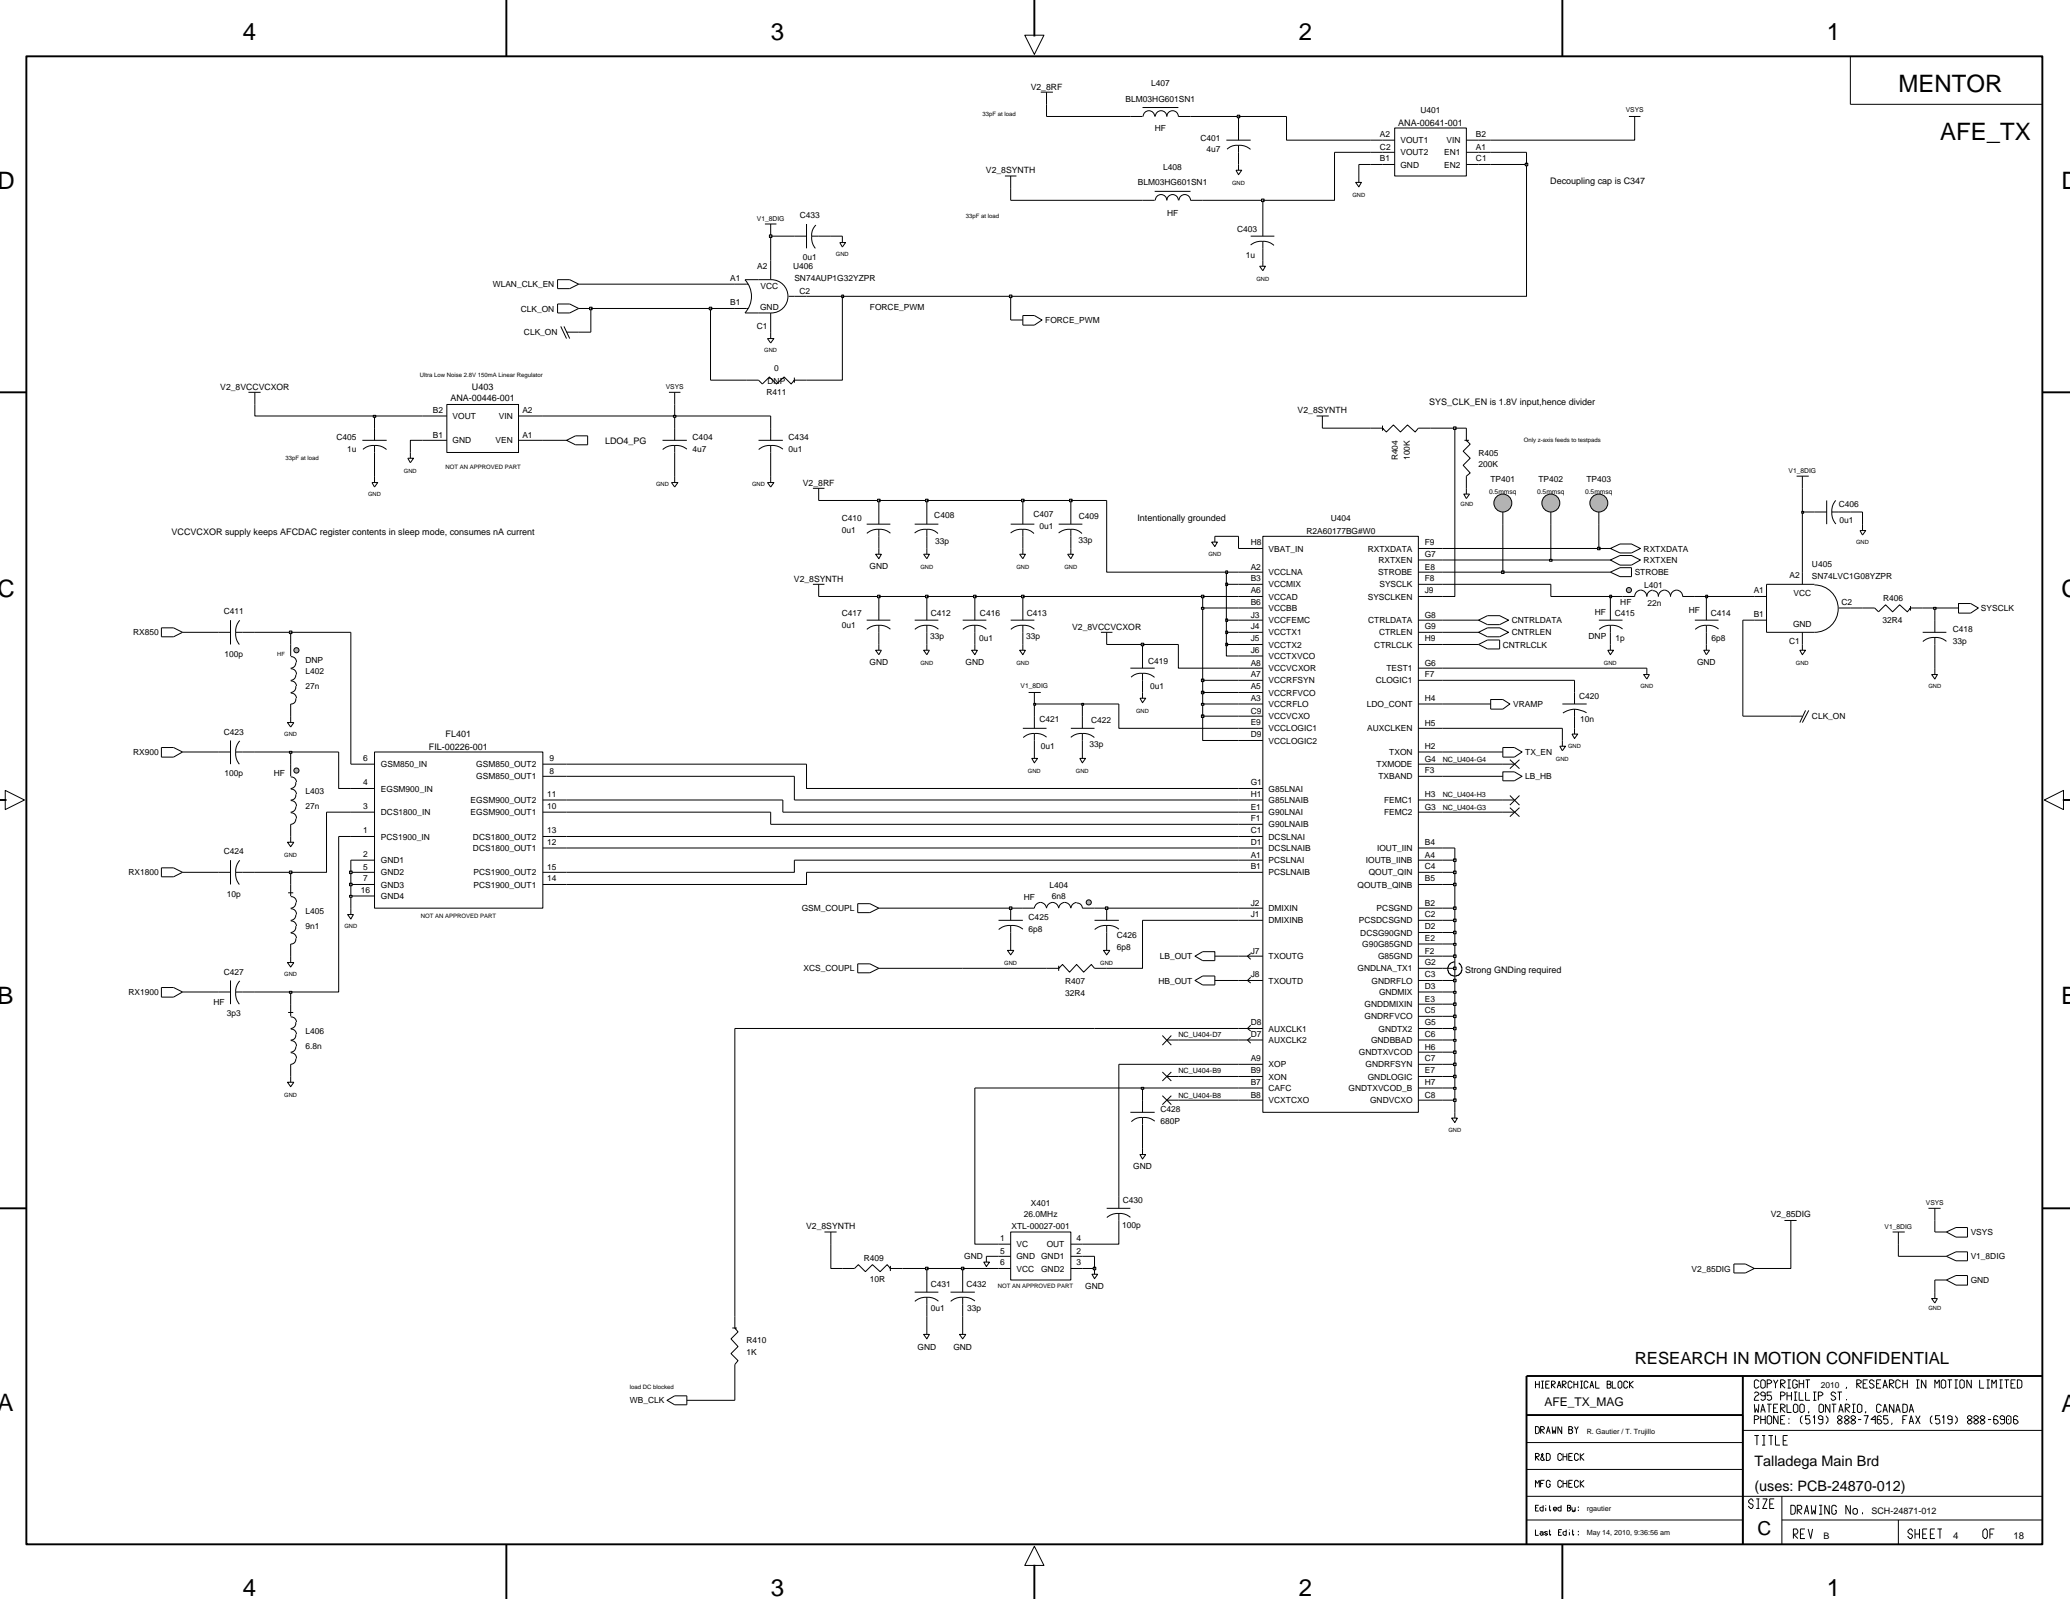 4 3 2 1
MENTOR
AFE_TX
D
D
V2_8RF
L407
BLM03HG601SN1
HF
33pF at load
C401
4u7
GND
U401
ANA-00641-001
A2 VOUT1 VIN B2
C2 VOUT2 EN1 A1
B1 GND EN2 C1
GND
VSYS
Decoupling cap is C347
V2_8SYNTH
L408
BLM03HG601SN1
HF
33pF at load
C403
1u
GND
V1_8DIG
C433
0u1
GND
U406
SN74AUP1G32YZPR
A2
VCC
A1
B1
GND
C1
C2
GND
WLAN_CLK_EN
CLK_ON
CLK_ON
FORCE_PWM
FORCE_PWM
0
DNP
R411
Ultra Low Noise 2.8V 150mA Linear Regulator
U403
ANA-00446-001
V2_8VCCVCXOR
B2 VOUT VIN A2
B1 GND VEN A1
NOT AN APPROVED PART
C405
1u
33pF at load
GND
GND
LDO4_PG
VSYS
C404
4u7
GND
C434
0u1
GND
VCCVCXOR supply keeps AFCDAC register contents in sleep mode, consumes nA current
V2_8SYNTH
SYS_CLK_EN is 1.8V input,hence divider
R404
100K
R405
200K
GND
Only z-axis feeds to testpads
TP401
0.5mmsq
TP402
0.5mmsq
TP403
0.5mmsq
V1_8DIG
C406
0u1
GND
C
C
V2_8RF
C410
0u1
GND
C408
33p
GND
C407
0u1
GND
C409
33p
GND
V2_8SYNTH
C417
0u1
GND
C412
33p
GND
C416
0u1
GND
C413
33p
GND
V2_8VCCVCXOR
C419
0u1
GND
V1_8DIG
C421
0u1
GND
C422
33p
GND
Intentionally grounded
GND
U404
R2A60177BG#W0
H8 VBAT_IN
A2 VCCLNA
B3 VCCMIX
A6 VCCAD
B6 VCCBB
J3 VCCFEMC
J4 VCCTX1
J5 VCCTX2
J6 VCCTXVCO
A8 VCCVCXOR
A7 VCCRFSYN
A5 VCCRFVCO
A3 VCCRFLO
C9 VCCVCXO
E9 VCCLOGIC1
D9 VCCLOGIC2
G1 G85LNAI
H1 G85LNAIB
E1 G90LNAI
F1 G90LNAIB
C1 DCSLNAI
D1 DCSLNAIB
A1 PCSLNAI
B1 PCSLNAIB
J2 DMIXIN
J1 DMIXINB
J7 TXOUTG
J8 TXOUTD
D8 AUXCLK1
NC_U404-D7 D7 AUXCLK2
A9 XOP
NC_U404-B9 B9 XON
B7 CAFC
NC_U404-B8 B8 VCXTCXO
RXTXDATA F9 RXTXDATA
RXTXEN G7 RXTXEN
STROBE E8 STROBE
SYSCLK F8
SYSCLKEN J9
CTRLDATA G8 CNTRLDATA
CTRLEN G9 CNTRLEN
CTRLCLK H9 CNTRLCLK
TEST1 G6
GND
CLOGIC1 F7
C420
10n
GND
LDO_CONT H4 VRAMP
AUXCLKEN H5
GND
TXON H2 TX_EN
TXMODE G4 NC_U404-G4
TXBAND F3 LB_HB
FEMC1 H3 NC_U404-H3
FEMC2 G3 NC_U404-G3
IOUT_IIN B4
IOUTB_IINB A4
QOUT_QIN C4
QOUTB_QINB B5
PCSGND B2
PCSDCSGND C2
DCSG90GND D2
G90G85GND E2
G85GND F2
GNDLNA_TX1 G2
GNDRFLO C3
GNDMIX D3
GNDDMIXIN E3
GNDRFVCO C5
GNDTX2 G5
GNDBBAD C6
GNDTXVCOD H6
GNDRFSYN C7
GNDLOGIC E7
GNDTXVCOD_B H7
GNDVCXO C8
GND
Strong GNDing required
L401
HF
22n
HF
C415
DNP
1p
GND
HF
C414
6p8
GND
U405
SN74LVC1G08YZPR
A2
VCC
A1
B1
GND
C1
C2
GND
R406
32R4
SYSCLK
C418
33p
GND
CLK_ON
RX850
C411
100p
HF
DNP
L402
27n
GND
RX900
C423
100p
HF
L403
27n
GND
RX1800
C424
10p
L405
9n1
GND
RX1900
C427
HF
3p3
L406
6.8n
GND
FL401
FIL-00226-001
6 GSM850_IN GSM850_OUT2 9
GSM850_OUT1 8
4 EGSM900_IN EGSM900_OUT2 11
3 DCS1800_IN EGSM900_OUT1 10
1 PCS1900_IN DCS1800_OUT2 13
DCS1800_OUT1 12
2 GND1
5 GND2 PCS1900_OUT2 15
7 GND3 PCS1900_OUT1 14
16 GND4
GND
NOT AN APPROVED PART
GSM_COUPL
L404
HF 6n8
C425
6p8
GND
C426
6p8
GND
XCS_COUPL
R407
32R4
LB_OUT
HB_OUT
B
B
C428
680P
GND
C430
100p
X401
26.0MHz
XTL-00027-001
1 VC OUT 4
GND 5 GND GND1 2
6 VCC GND2 3
NOT AN APPROVED PART
GND
V2_8SYNTH
R409
10R
C431
0u1
GND
C432
33p
GND
R410
1K
load DC blocked
WB_CLK
V2_85DIG
V2_85DIG
V1_8DIG
VSYS
VSYS
V1_8DIG
GND
GND
A
A
RESEARCH IN MOTION CONFIDENTIAL
HIERARCHICAL BLOCK
AFE_TX_MAG
DRAWN BY R. Gautier / T. Trujillo
R&D CHECK
MFG CHECK
Edited By: rgautier
Last Edit: May 14, 2010, 9:36:56 am
COPYRIGHT 2010 , RESEARCH IN MOTION LIMITED
295 PHILLIP ST.
WATERLOO, ONTARIO, CANADA
PHONE: (519) 888-7465, FAX (519) 888-6906
TITLE
Talladega Main Brd
(uses: PCB-24870-012)
SIZE
C
DRAWING No. SCH-24871-012
REV B
SHEET 4 OF 18
4 3 2 1